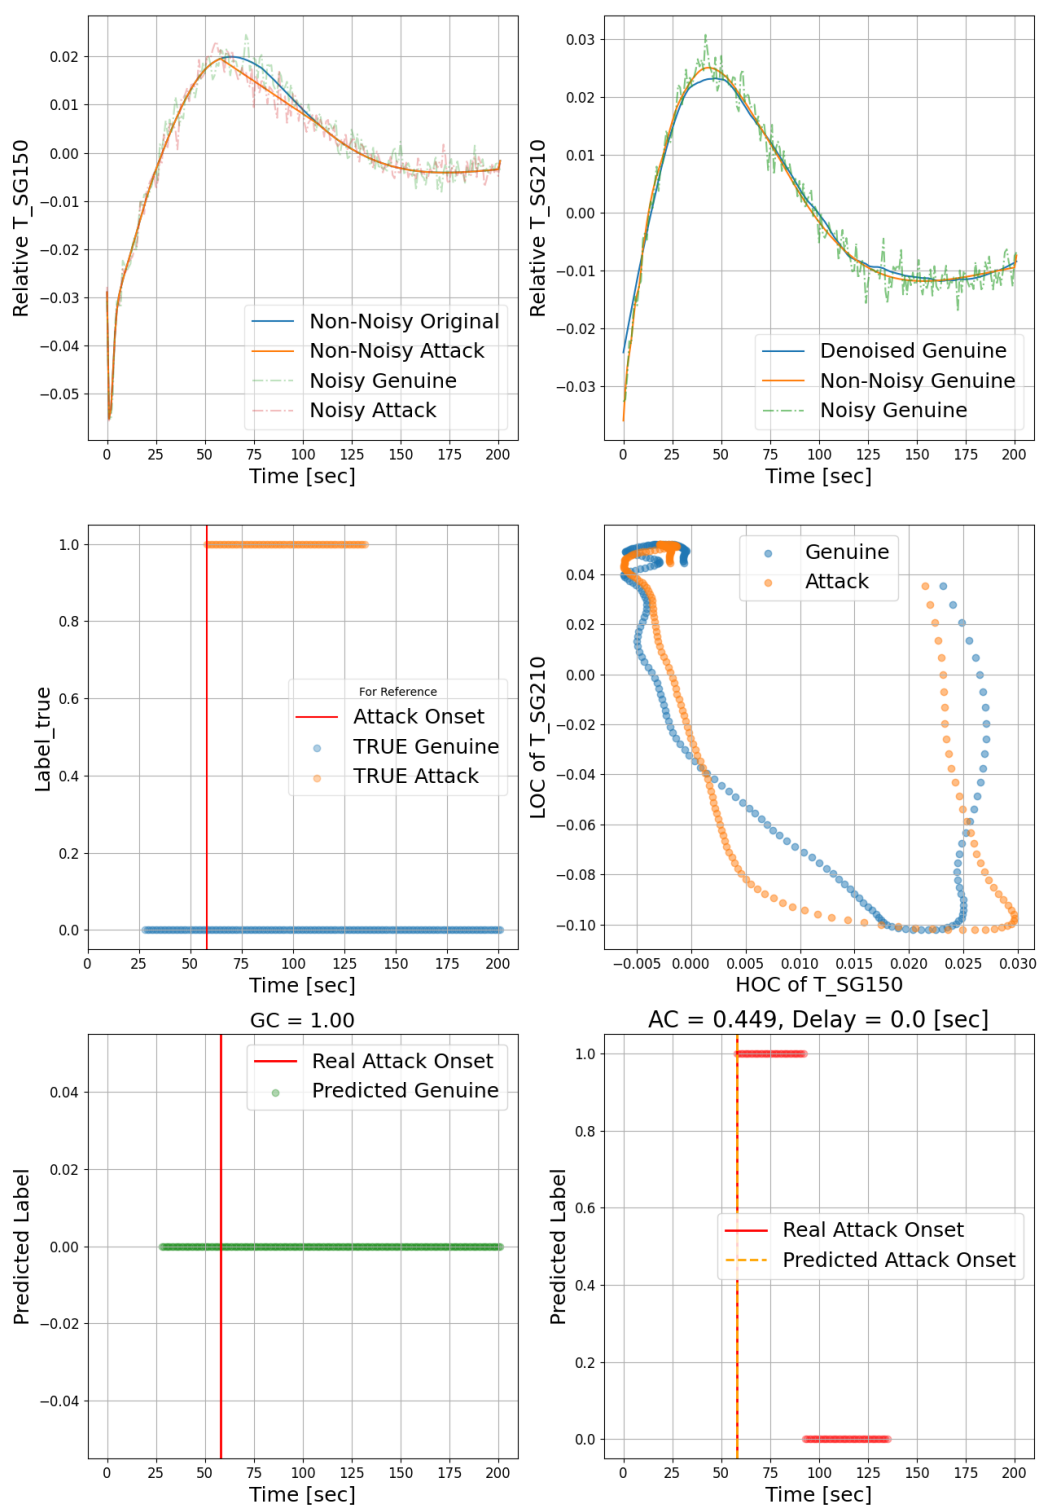 0.02
0.01
0.00
−0.01
−0.02
−0.03
−0.04
−0.05
Relative T_SG150
Non-Noisy Original
Non-Noisy Attack
Noisy Genuine
Noisy Attack
0 25 50 75 100 125 150 175 200
Time [sec]
0.03
0.02
0.01
0.00
−0.01
−0.02
−0.03
Relative T_SG210
Denoised Genuine
Non-Noisy Genuine
Noisy Genuine
0 25 50 75 100 125 150 175 200
Time [sec]
1.0
0.8
0.6
0.4
0.2
0.0
Label_true
For Reference
Attack Onset
TRUE Genuine
TRUE Attack
0 25 50 75 100 125 150 175 200
Time [sec]
0.04
0.02
0.00
−0.02
−0.04
−0.06
−0.08
−0.10
LOC of T_SG210
Genuine
Attack
−0.005 0.000 0.005 0.010 0.015 0.020 0.025 0.030
HOC of T_SG150
GC = 1.00
0.04
0.02
0.00
−0.02
−0.04
Predicted Label
Real Attack Onset
Predicted Genuine
0 25 50 75 100 125 150 175 200
Time [sec]
AC = 0.449, Delay = 0.0 [sec]
1.0
0.8
0.6
0.4
0.2
0.0
Predicted Label
Real Attack Onset
Predicted Attack Onset
0 25 50 75 100 125 150 175 200
Time [sec]